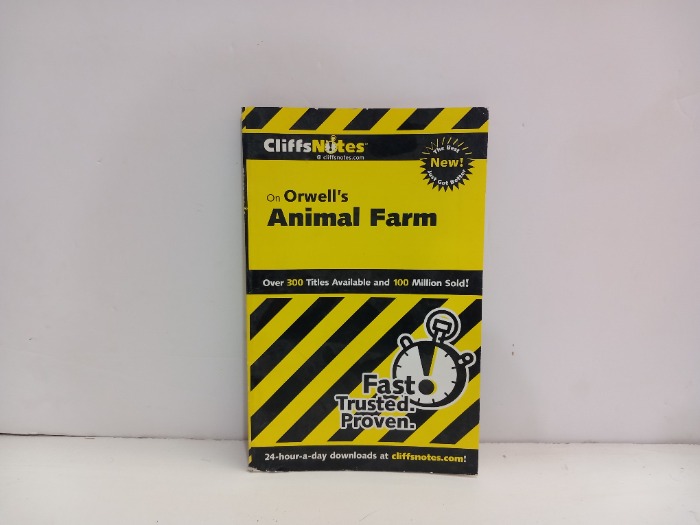 CliffsNotes™
@ cliffsnotes.com
The Best
New!
Just Got Better
On Orwell's
Animal Farm
Over 300 Titles Available and 100 Million Sold!
Fast.
Trusted.
Proven.
24-hour-a-day downloads at cliffsnotes.com!